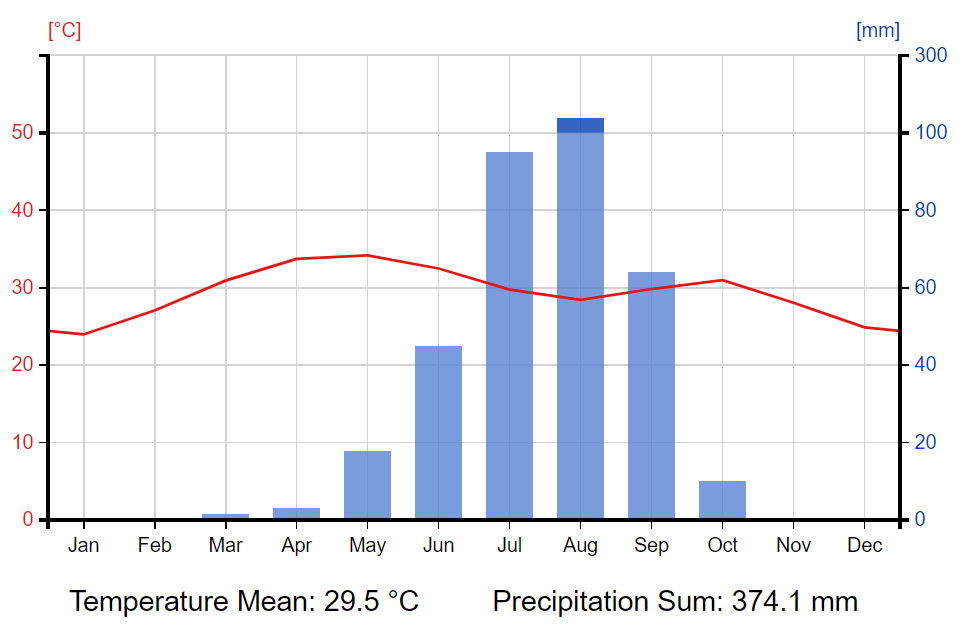 [°C] [mm]
300
50 100
40 80
30 60
20 40
10 20
0 0
Jan Feb Mar Apr May Jun Jul Aug Sep Oct Nov Dec
Temperature Mean: 29.5 °C Precipitation Sum: 374.1 mm